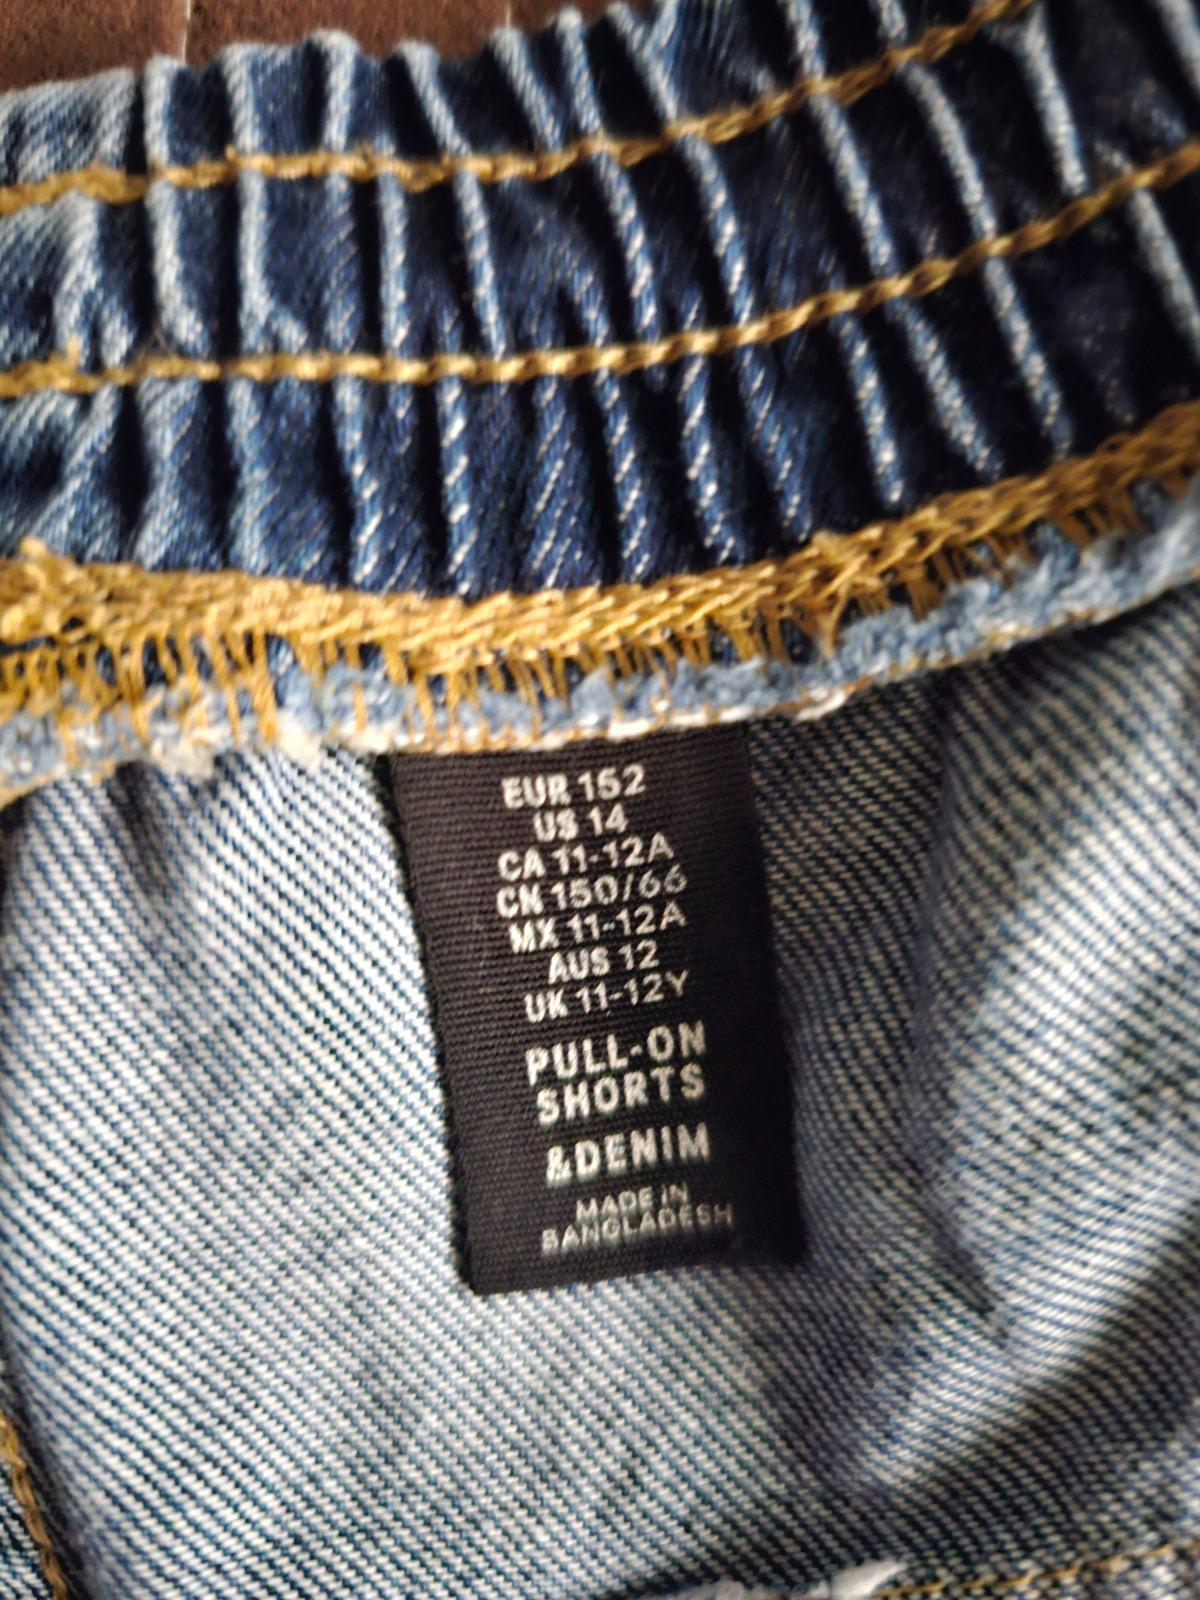 EUR 152
US 14
CA 11-12A
CN 150/66
MX 11-12A
AUS 12
UK 11-12Y
PULL-ON
SHORTS
&DENIM
MADE IN
BANGLADESH